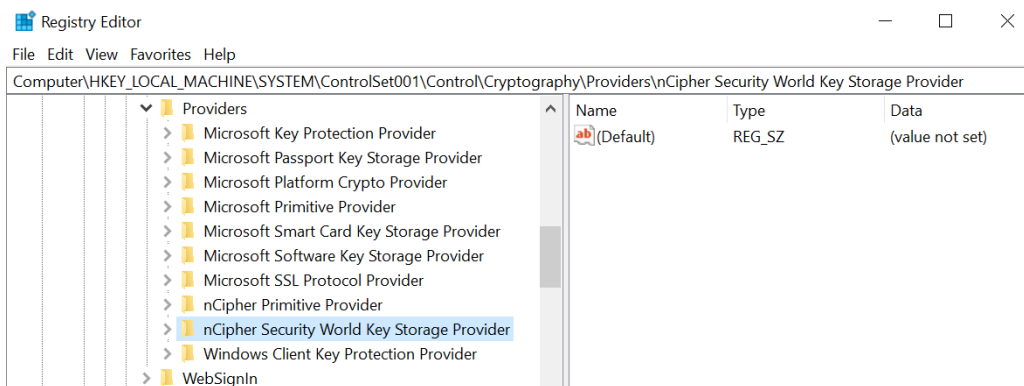 Registry Editor
File Edit View Favorites Help
Computer\HKEY_LOCAL_MACHINE\SYSTEM\ControlSet001\Control\Cryptography\Providers\nCipher Security World Key Storage Provider
Providers
Microsoft Key Protection Provider
Microsoft Passport Key Storage Provider
Microsoft Platform Crypto Provider
Microsoft Primitive Provider
Microsoft Smart Card Key Storage Provider
Microsoft Software Key Storage Provider
Microsoft SSL Protocol Provider
nCipher Primitive Provider
nCipher Security World Key Storage Provider
Windows Client Key Protection Provider
WebSignIn
Name Type Data
ab (Default) REG_SZ (value not set)